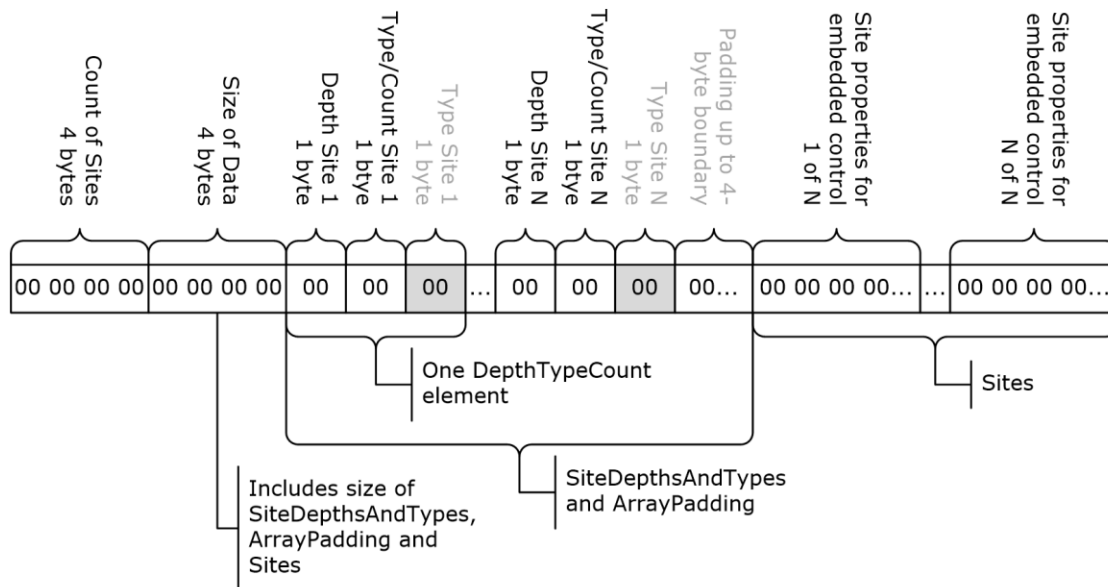 Count of Sites
4 bytes
Size of Data
4 bytes
Depth Site 1
1 byte
Type/Count Site 1
1 btye
Type Site 1
1 byte
Depth Site N
1 byte
Type/Count Site N
1 btye
Type Site N
1 byte
Padding up to 4-
byte boundary
Site properties for
embedded control
1 of N
Site properties for
embedded control
N of N
00 00 00 00 00 00 00 00 00 00 00 ... 00 00 00 00... 00 00 00 00... ... 00 00 00 00...
One DepthTypeCount
element
Sites
SiteDepthsAndTypes
and ArrayPadding
Includes size of
SiteDepthsAndTypes,
ArrayPadding and
Sites